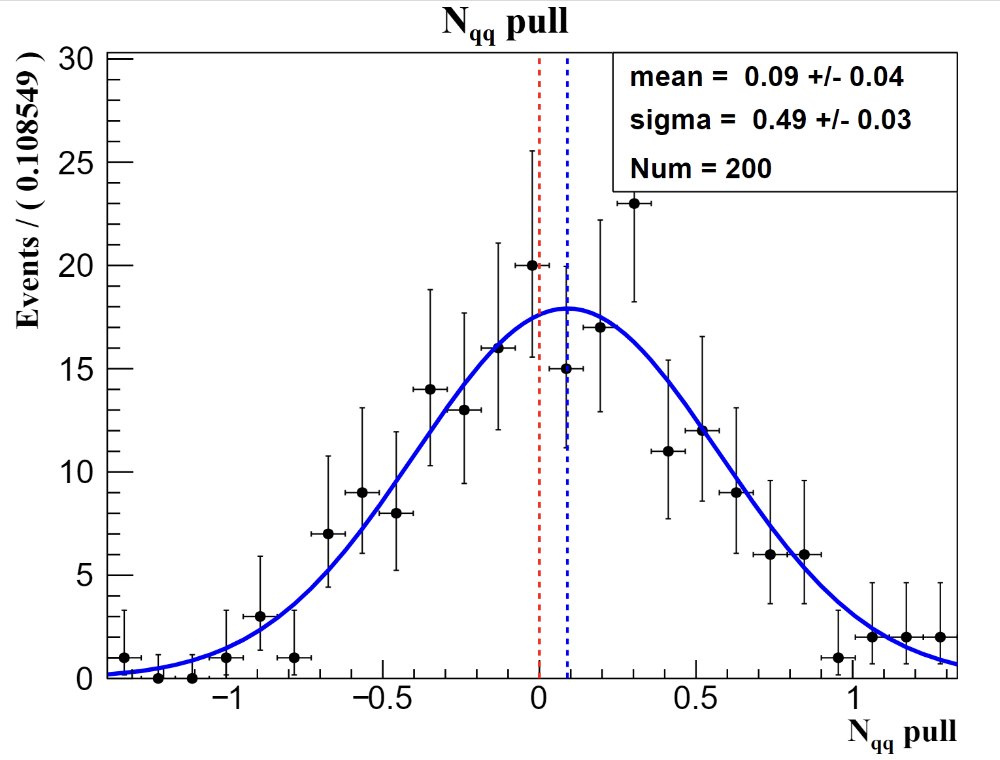 N_qq pull
Events / ( 0.108549 )
30
25
20
15
10
5
0
mean = 0.09 +/- 0.04
sigma = 0.49 +/- 0.03
Num = 200
−1 −0.5 0 0.5 1
N_qq pull